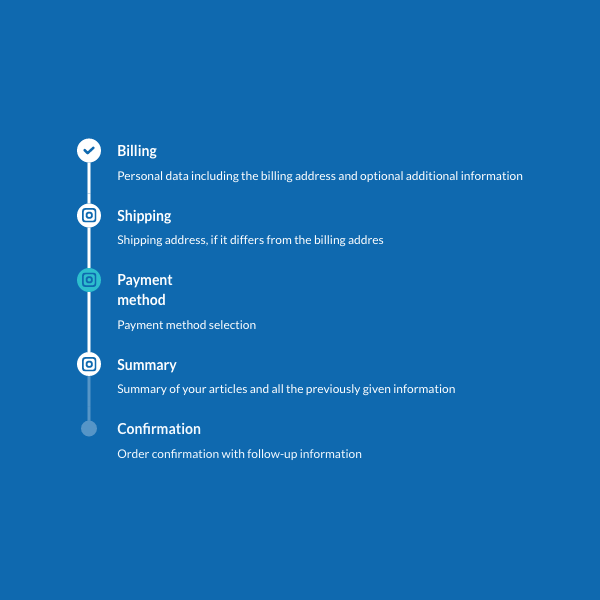 Billing
Personal data including the billing address and optional additional information
Shipping
Shipping address, if it differs from the billing addres
Payment
method
Payment method selection
Summary
Summary of your articles and all the previously given information
Confirmation
Order confirmation with follow-up information